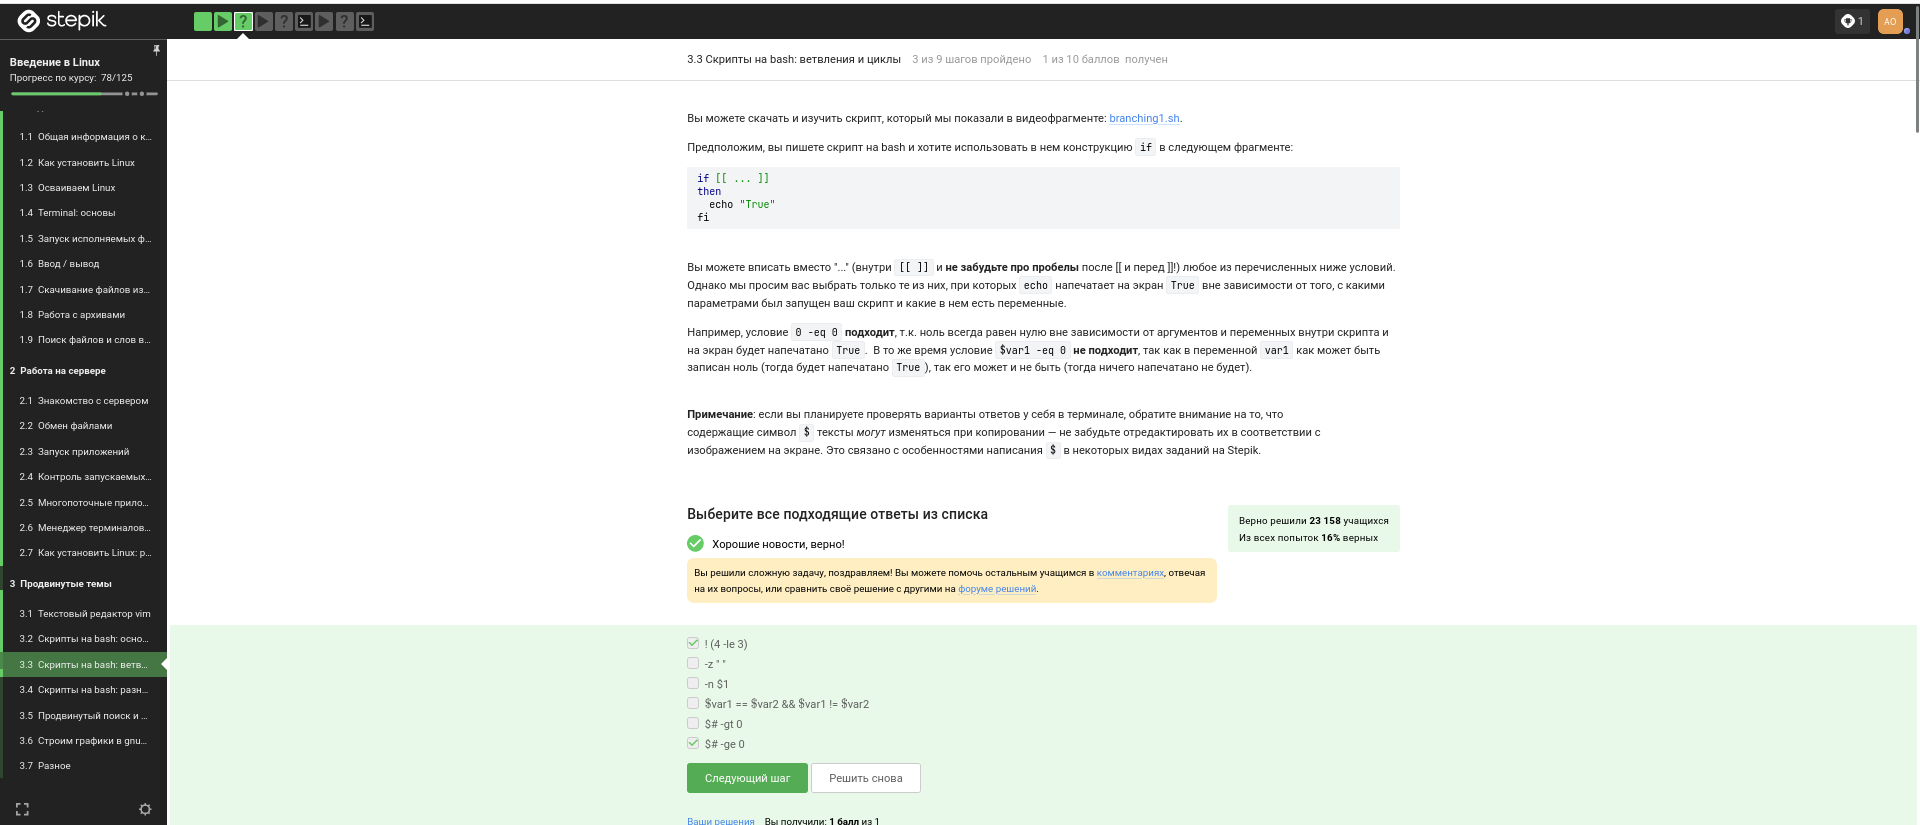 stepik
1
AO
Введение в Linux
Прогресс по курсу: 78/125
1.1 Общая информация о к...
1.2 Как установить Linux
1.3 Осваиваем Linux
1.4 Terminal: основы
1.5 Запуск исполняемых ф...
1.6 Ввод / вывод
1.7 Скачивание файлов из...
1.8 Работа с архивами
1.9 Поиск файлов и слов в...
2 Работа на сервере
2.1 Знакомство с сервером
2.2 Обмен файлами
2.3 Запуск приложений
2.4 Контроль запускаемых...
2.5 Многопоточные прило...
2.6 Менеджер терминалов...
2.7 Как установить Linux: р...
3 Продвинутые темы
3.1 Текстовый редактор vim
3.2 Скрипты на bash: осно...
3.3 Скрипты на bash: ветв...
3.4 Скрипты на bash: разн...
3.5 Продвинутый поиск и ...
3.6 Строим графики в gnu...
3.7 Разное
3.3 Скрипты на bash: ветвления и циклы 3 из 9 шагов пройдено 1 из 10 баллов получен
Вы можете скачать и изучить скрипт, который мы показали в видеофрагменте: branching1.sh.
Предположим, вы пишете скрипт на bash и хотите использовать в нем конструкцию if в следующем фрагменте:
if [[ ... ]]
then
echo "True"
fi
Вы можете вписать вместо "..." (внутри [[ ]] и не забудьте про пробелы после [[ и перед ]]!) любое из перечисленных ниже условий.
Однако мы просим вас выбрать только те из них, при которых echo напечатает на экран True вне зависимости от того, с какими
параметрами был запущен ваш скрипт и какие в нем есть переменные.
Например, условие 0 -eq 0 подходит, т.к. ноль всегда равен нулю вне зависимости от аргументов и переменных внутри скрипта и
на экран будет напечатано True . В то же время условие $var1 -eq 0 не подходит, так как в переменной var1 как может быть
записан ноль (тогда будет напечатано True ), так его может и не быть (тогда ничего напечатано не будет).
Примечание: если вы планируете проверять варианты ответов у себя в терминале, обратите внимание на то, что
содержащие символ $ тексты могут изменяться при копировании — не забудьте отредактировать их в соответствии с
изображением на экране. Это связано с особенностями написания $ в некоторых видах заданий на Stepik.
Выберите все подходящие ответы из списка
Верно решили 23 158 учащихся
Из всех попыток 16% верных
Хорошие новости, верно!
Вы решили сложную задачу, поздравляем! Вы можете помочь остальным учащимся в комментариях, отвечая
на их вопросы, или сравнить своё решение с другими на форуме решений.
! (4 -le 3)
-z " "
-n $1
$var1 == $var2 && $var1 != $var2
$# -gt 0
$# -ge 0
Следующий шаг Решить снова
Ваши решения Вы получили: 1 балл из 1